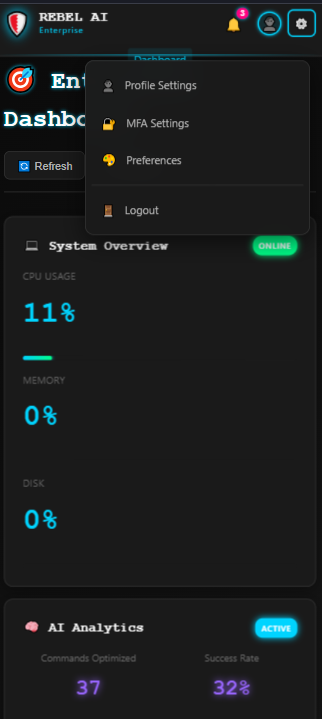 REBEL AI
Enterprise
3
Dashboard
Ent
Dashbo
Refresh
Profile Settings
MFA Settings
Preferences
Logout
System Overview
ONLINE
CPU USAGE
11%
MEMORY
0%
DISK
0%
AI Analytics
ACTIVE
Commands Optimized
Success Rate
37
32%